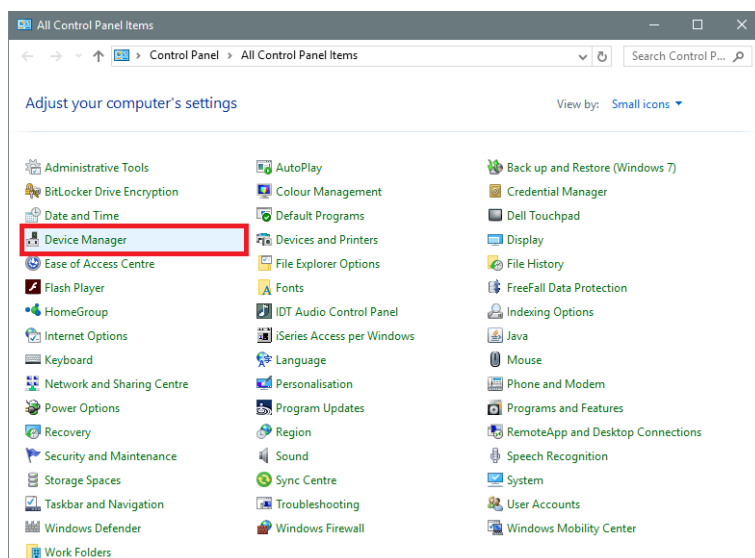 All Control Panel Items
Control Panel > All Control Panel Items
Search Control P...
Adjust your computer's settings
View by: Small icons
Administrative Tools AutoPlay Back up and Restore (Windows 7)
BitLocker Drive Encryption Colour Management Credential Manager
Date and Time Default Programs Dell Touchpad
Device Manager Devices and Printers Display
Ease of Access Centre File Explorer Options File History
Flash Player Fonts FreeFall Data Protection
HomeGroup IDT Audio Control Panel Indexing Options
Internet Options iSeries Access per Windows Java
Keyboard Language Mouse
Network and Sharing Centre Personalisation Phone and Modem
Power Options Program Updates Programs and Features
Recovery Region RemoteApp and Desktop Connections
Security and Maintenance Sound Speech Recognition
Storage Spaces Sync Centre System
Taskbar and Navigation Troubleshooting User Accounts
Windows Defender Windows Firewall Windows Mobility Center
Work Folders